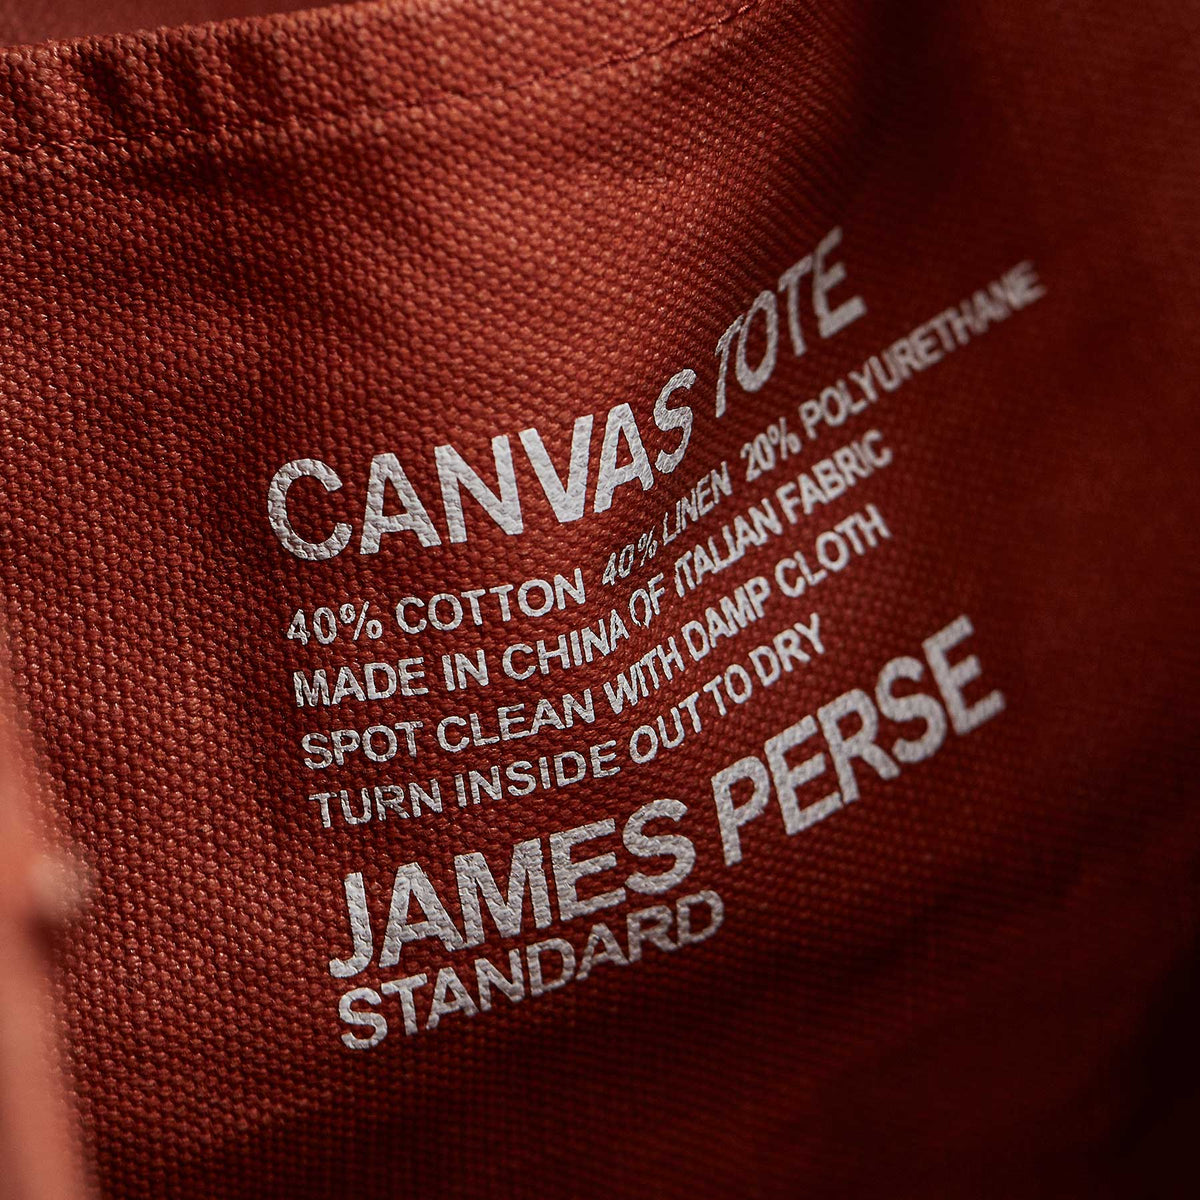 CANVAS TOTE
40% COTTON 40% LINEN 20% POLYURETHANE
MADE IN CHINA OF ITALIAN FABRIC
SPOT CLEAN WITH DAMP CLOTH
TURN INSIDE OUT TO DRY
JAMES PERSE
STANDARD